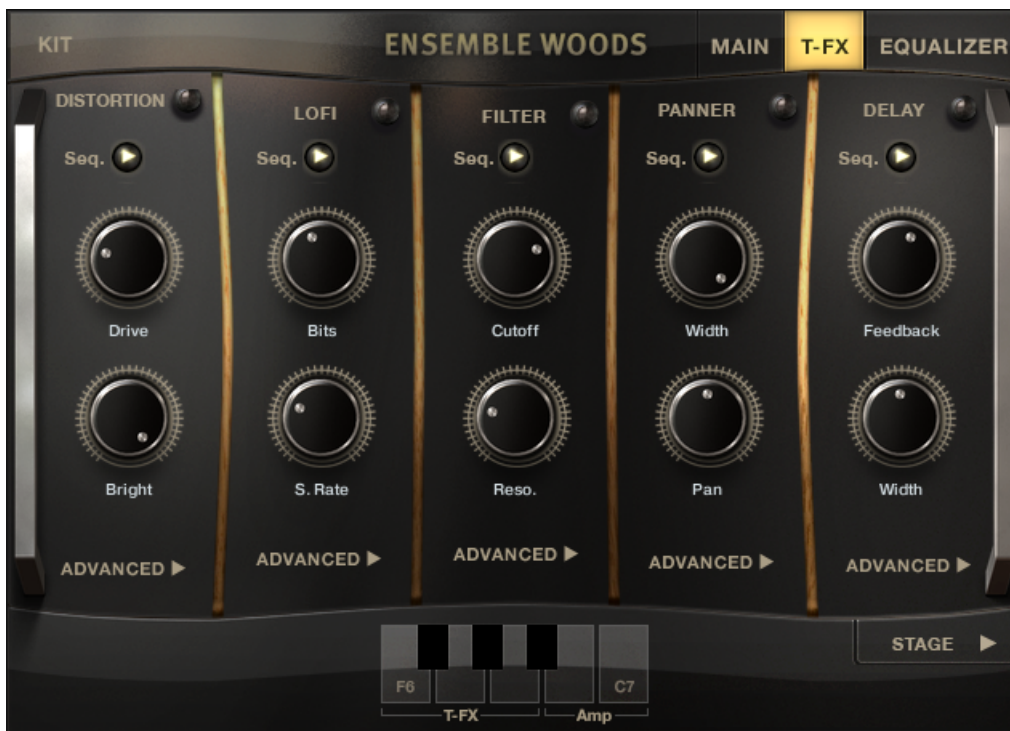 KIT
ENSEMBLE WOODS
MAIN
T-FX
EQUALIZER
DISTORTION
LOFI
FILTER
PANNER
DELAY
Seq.
Seq.
Seq.
Seq.
Seq.
Drive
Bits
Cutoff
Width
Feedback
Bright
S. Rate
Reso.
Pan
Width
ADVANCED
ADVANCED
ADVANCED
ADVANCED
ADVANCED
STAGE
F6
C7
T-FX
Amp